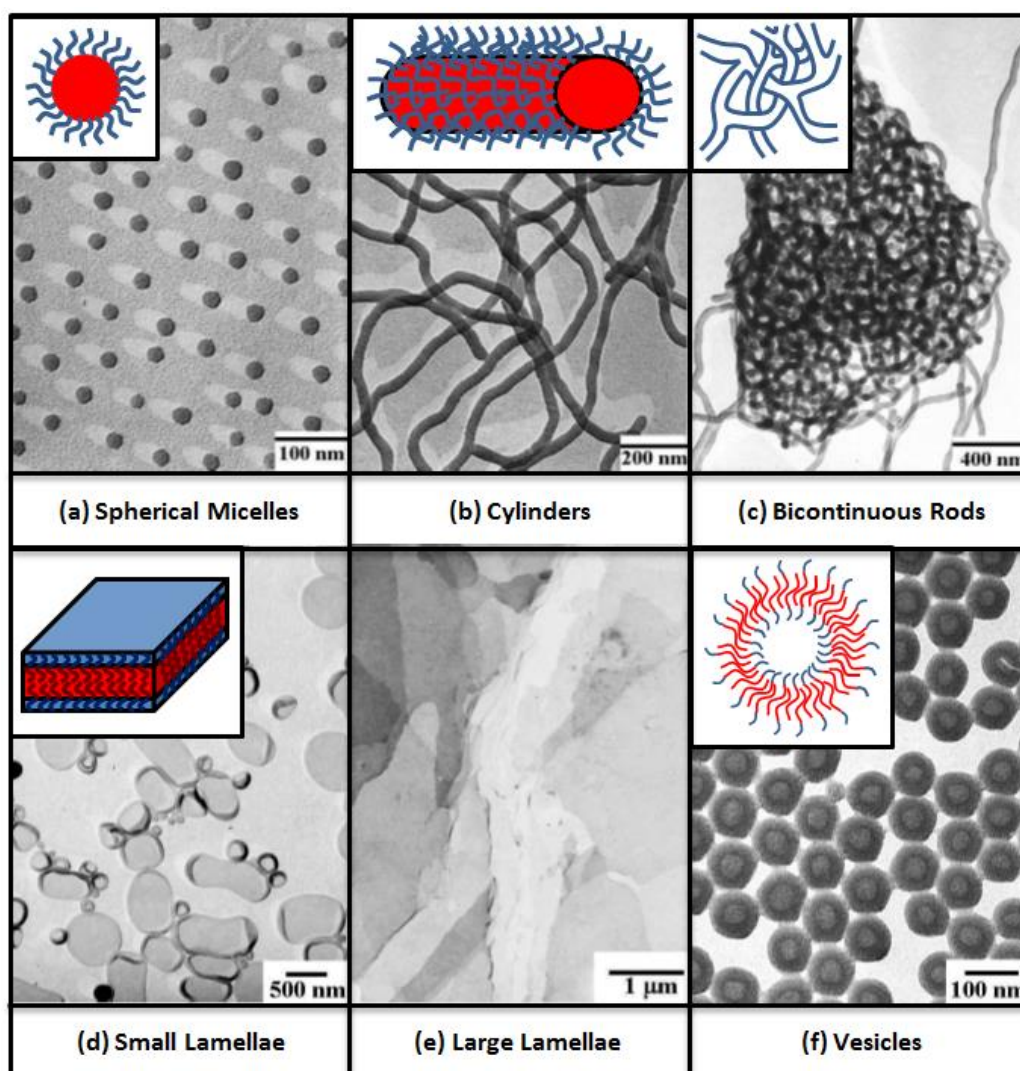 100 nm
200 nm
400 nm
(a) Spherical Micelles
(b) Cylinders
(c) Bicontinuous Rods
500 nm
1 μm
100 nm
(d) Small Lamellae
(e) Large Lamellae
(f) Vesicles